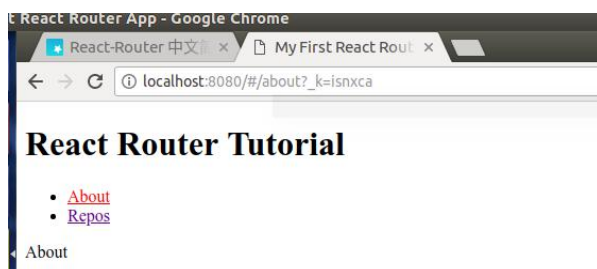 t React Router App - Google Chrome
React-Router 中文
My First React Rout
localhost:8080/#/about?_k=isnxca
React Router Tutorial
About
Repos
About